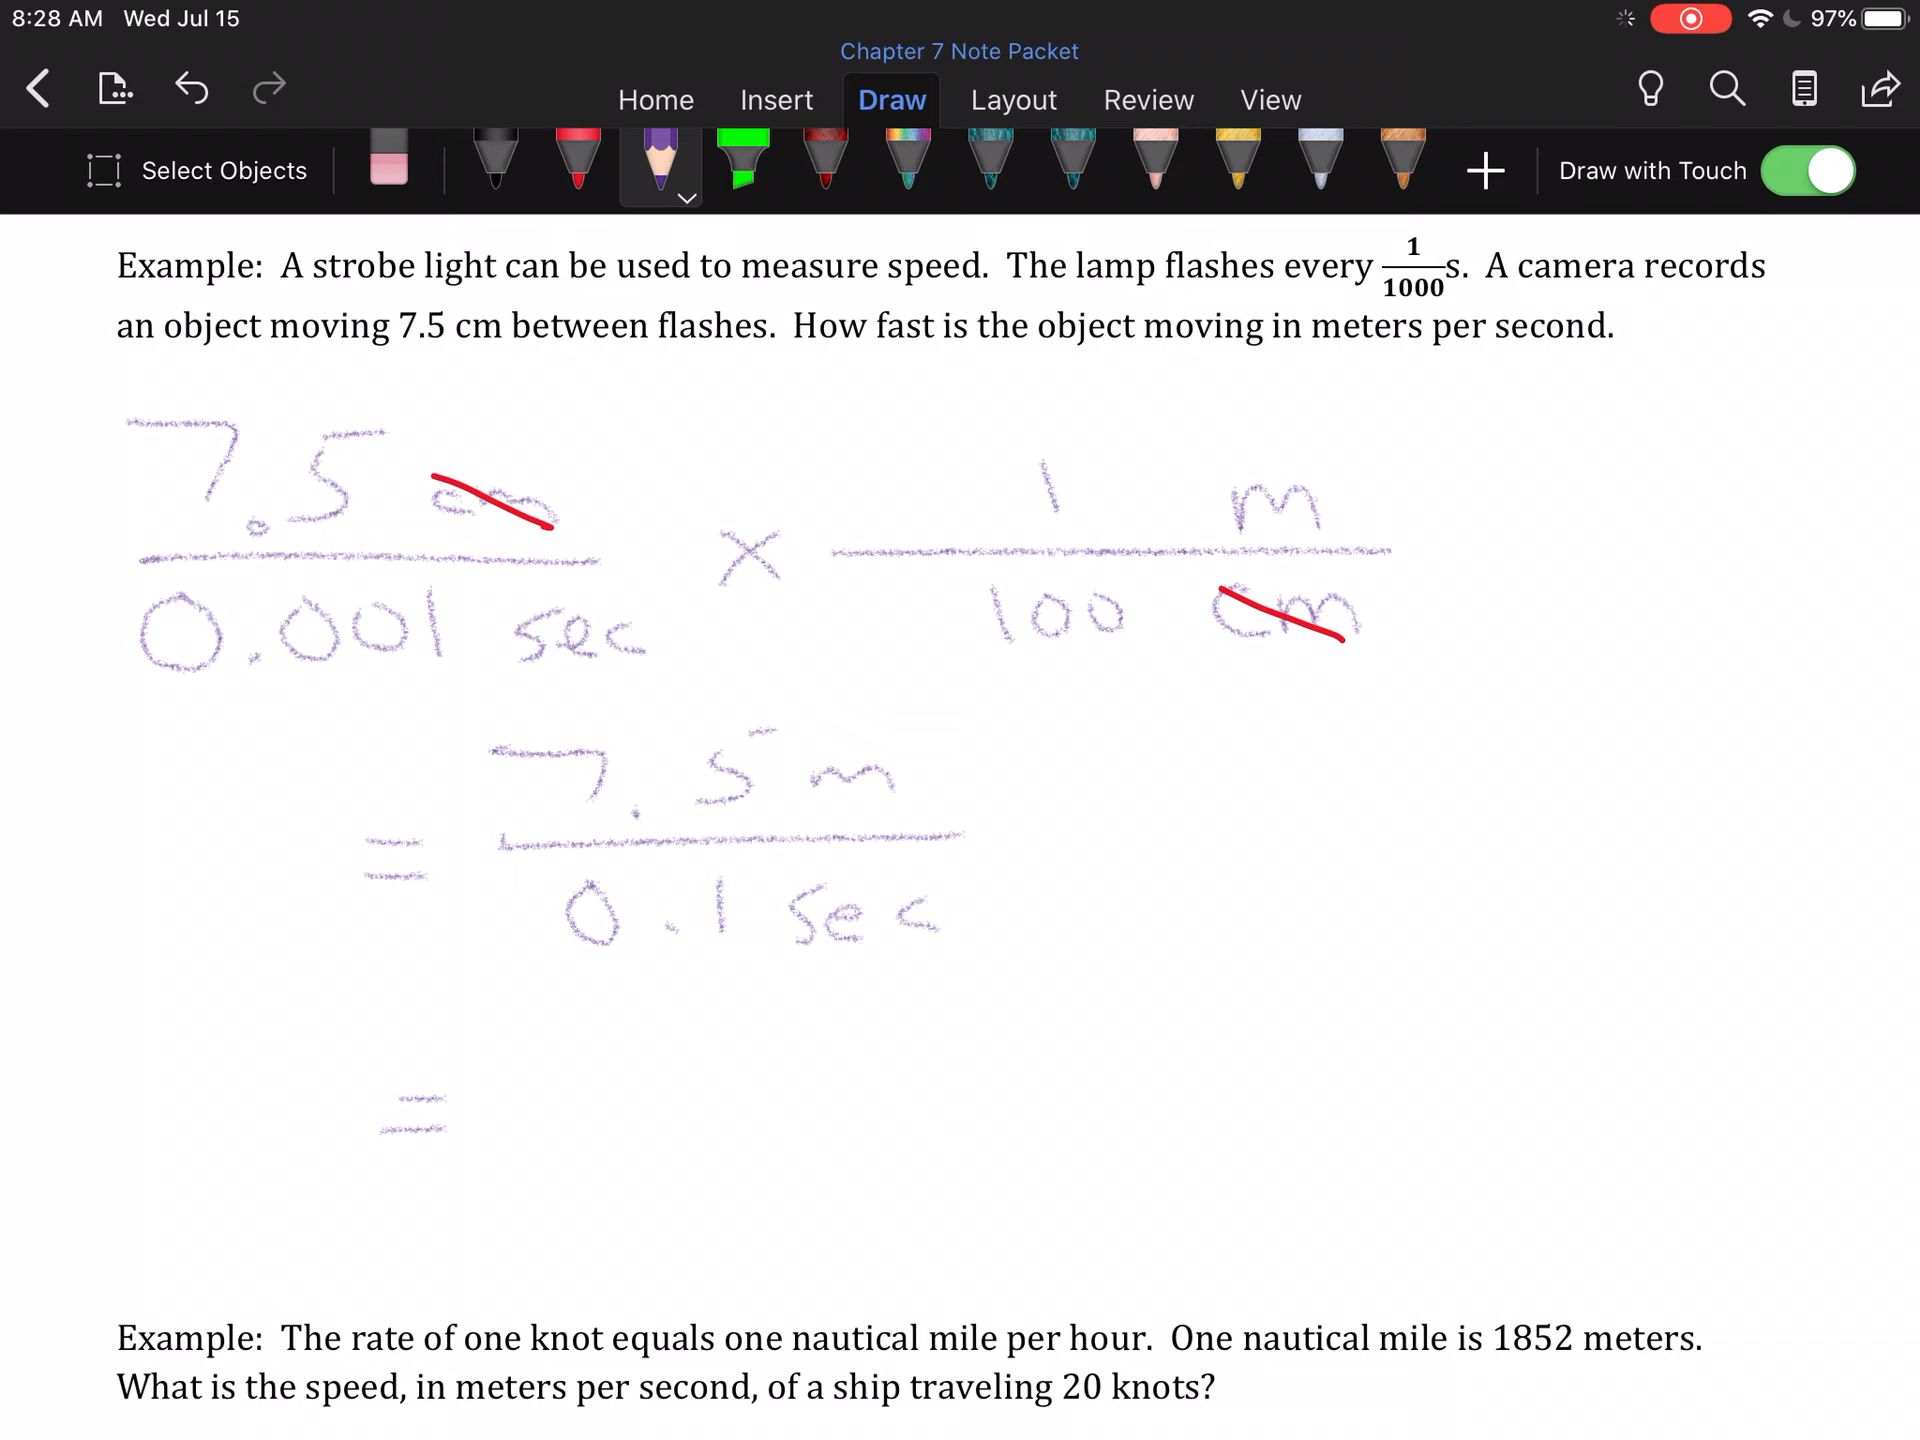 8:28 AM Wed Jul 15 97%
Chapter 7 Note Packet
Home Insert Draw Layout Review View
Select Objects Draw with Touch
Example: A strobe light can be used to measure speed. The lamp flashes every 1/1000 s. A camera records
an object moving 7.5 cm between flashes. How fast is the object moving in meters per second.
7.5 cm 1 m
×
0.001 sec 100 cm
7.5 m
=
0.1 sec
=
Example: The rate of one knot equals one nautical mile per hour. One nautical mile is 1852 meters.
What is the speed, in meters per second, of a ship traveling 20 knots?